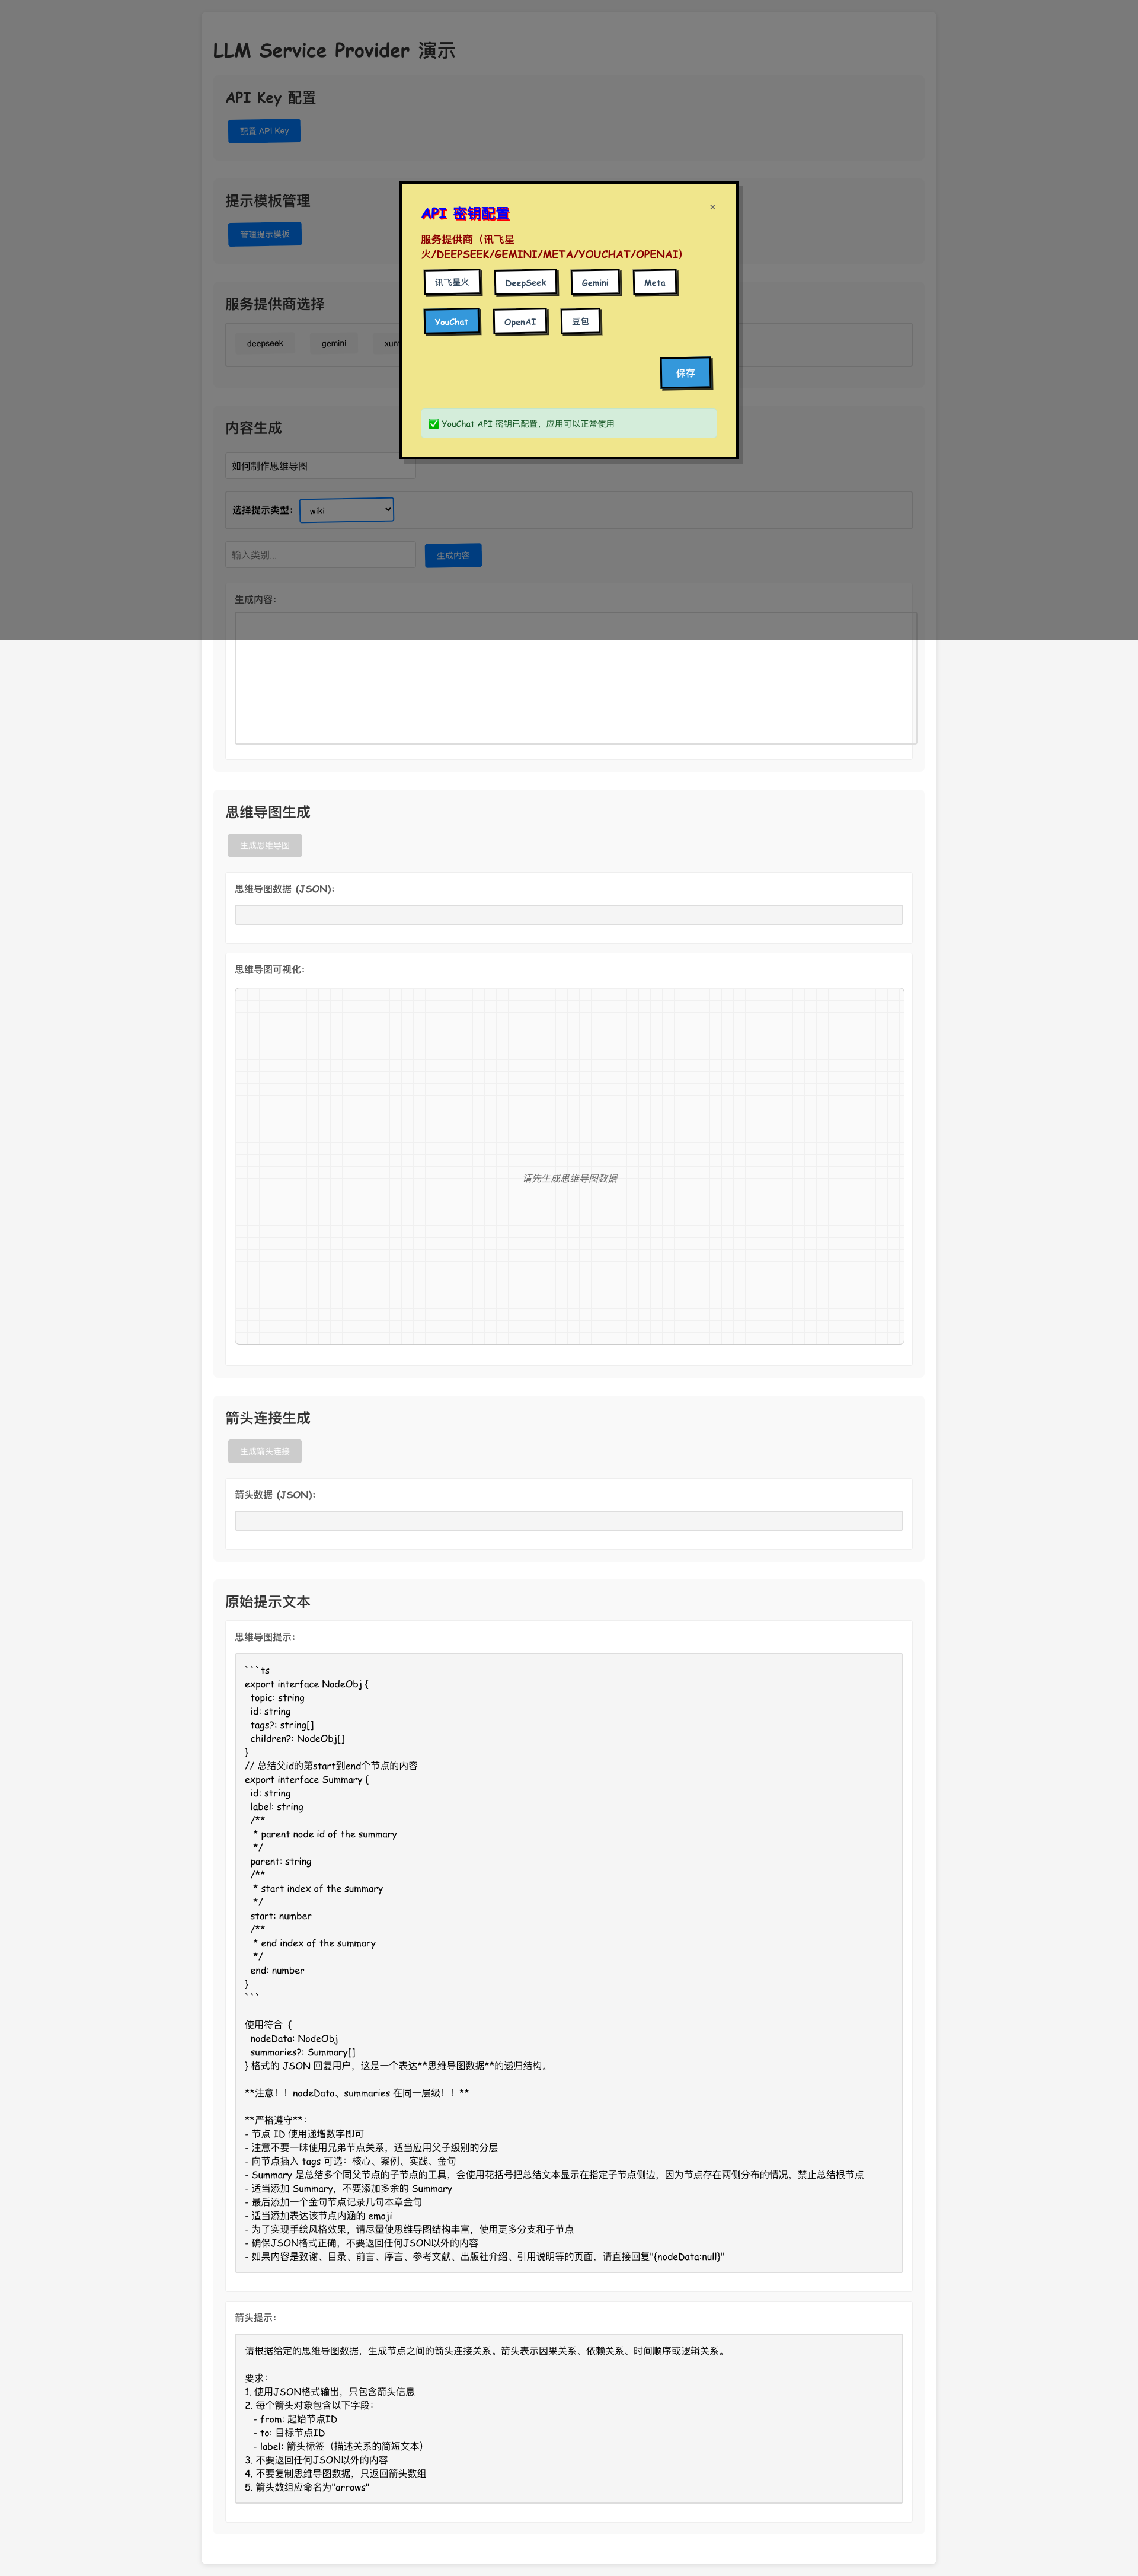 LLM Service Provider 演示
API Key 配置
配置 API Key
提示模板管理
管理提示模板
服务提供商选择
deepseek
gemini
API 密钥配置
×
服务提供商（讯飞星
火/DEEPSEEK/GEMINI/META/YOUCHAT/OPENAI）
讯飞星火
DeepSeek
Gemini
Meta
YouChat
OpenAI
豆包
保存
✅ YouChat API 密钥已配置，应用可以正常使用
内容生成
如何制作思维导图
选择提示类型：
wiki
输入类别...
生成内容
生成内容：
思维导图生成
生成思维导图
思维导图数据 (JSON)：
思维导图可视化：
请先生成思维导图数据
箭头连接生成
生成箭头连接
箭头数据 (JSON)：
原始提示文本
思维导图提示：
```ts
export interface NodeObj {
  topic: string
  id: string
  tags?: string[]
  children?: NodeObj[]
}
// 总结父id的第start到end个节点的内容
export interface Summary {
  id: string
  label: string
  /**
   * parent node id of the summary
   */
  parent: string
  /**
   * start index of the summary
   */
  start: number
  /**
   * end index of the summary
   */
  end: number
}
```
使用符合 {
  nodeData: NodeObj
  summaries?: Summary[]
} 格式的 JSON 回复用户，这是一个表达**思维导图数据**的递归结构。
**注意！！nodeData、summaries 在同一层级！！**
**严格遵守**：
- 节点 ID 使用递增数字即可
- 注意不要一昧使用兄弟节点关系，适当应用父子级别的分层
- 向节点插入 tags 可选：核心、案例、实践、金句
- Summary 是总结多个同父节点的子节点的工具，会使用花括号把总结文本显示在指定子节点侧边，因为节点存在两侧分布的情况，禁止总结根节点
- 适当添加 Summary，不要添加多余的 Summary
- 最后添加一个金句节点记录几句本章金句
- 适当添加表达该节点内涵的 emoji
- 为了实现手绘风格效果，请尽量使思维导图结构丰富，使用更多分支和子节点
- 确保JSON格式正确，不要返回任何JSON以外的内容
- 如果内容是致谢、目录、前言、序言、参考文献、出版社介绍、引用说明等的页面，请直接回复"{nodeData:null}"
箭头提示：
请根据给定的思维导图数据，生成节点之间的箭头连接关系。箭头表示因果关系、依赖关系、时间顺序或逻辑关系。
要求：
1. 使用JSON格式输出，只包含箭头信息
2. 每个箭头对象包含以下字段：
   - from: 起始节点ID
   - to: 目标节点ID
   - label: 箭头标签（描述关系的简短文本）
3. 不要返回任何JSON以外的内容
4. 不要复制思维导图数据，只返回箭头数组
5. 箭头数组应命名为"arrows"